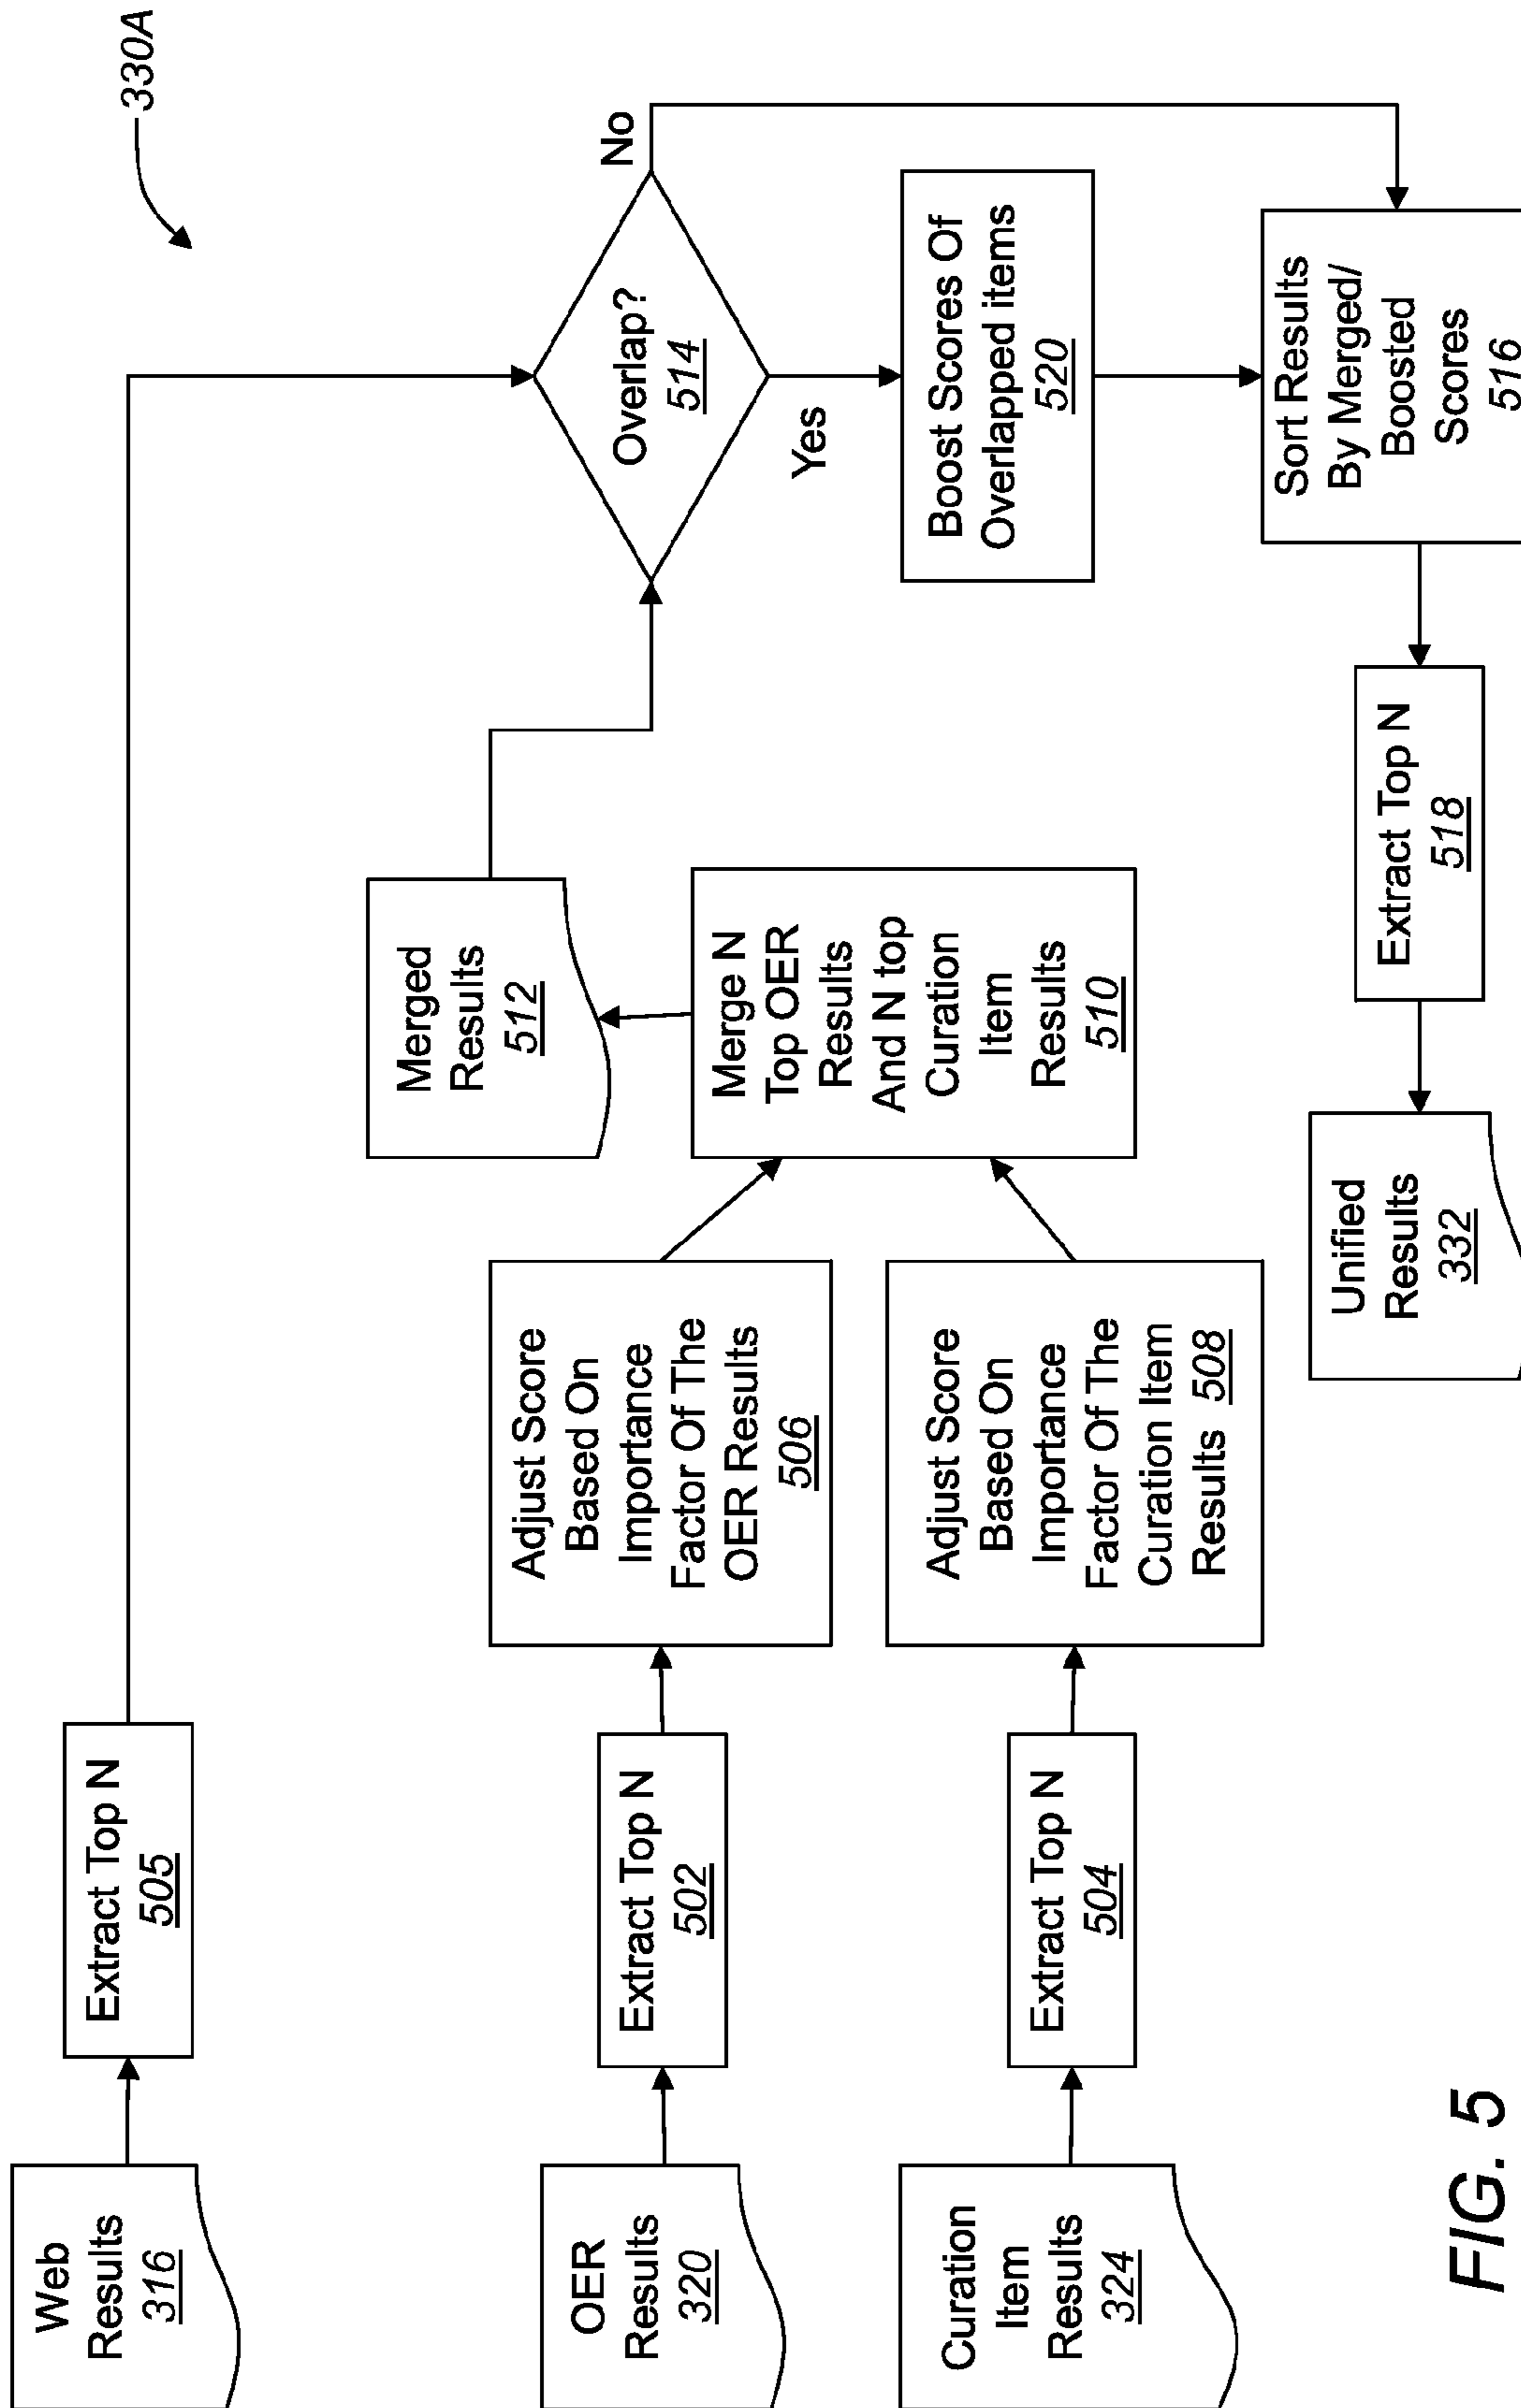 330A
Web
Results
316
Extract Top N
505
Overlap?
514
No
Yes
OER
Results
320
Extract Top N
502
Adjust Score
Based On
Importance
Factor Of The
OER Results
506
Merged
Results
512
Merge N
Top OER
Results
And N top
Curation
Item
Results
510
Boost Scores Of
Overlapped items
520
Curation
Item
Results
324
Extract Top N
504
Adjust Score
Based On
Importance
Factor Of The
Curation Item
Results 508
Sort Results
By Merged/
Boosted
Scores
516
Extract Top N
518
Unified
Results
332
FIG. 5